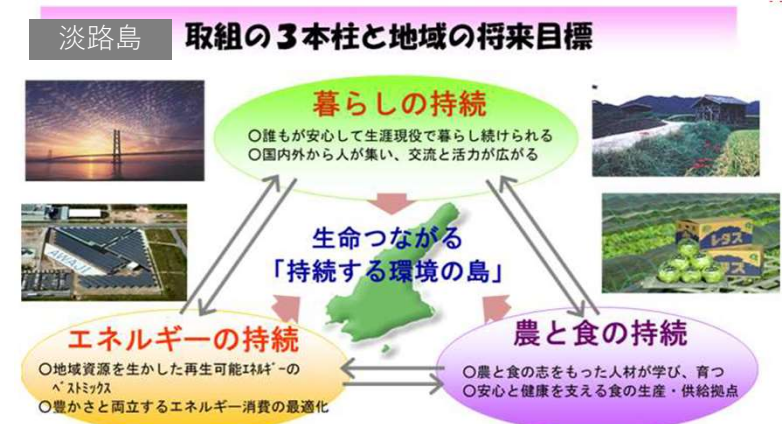 淡路島
取組の３本柱と地域の将来目標
暮らしの持続
○誰もが安心して生涯現役で暮らし続けられる
○国内外から人が集い、交流と活力が広がる
生命つながる
「持続する環境の島」
AWAJI
レタス
レタス
エネルギーの持続
○地域資源を生かした再生可能ｴﾈﾙｷﾞｰの
ﾍﾞｽﾄﾐｯｸｽ
○豊かさと両立するエネルギー消費の最適化
農と食の持続
○農と食の志をもった人材が学び、育つ
○安心と健康を支える食の生産・供給拠点